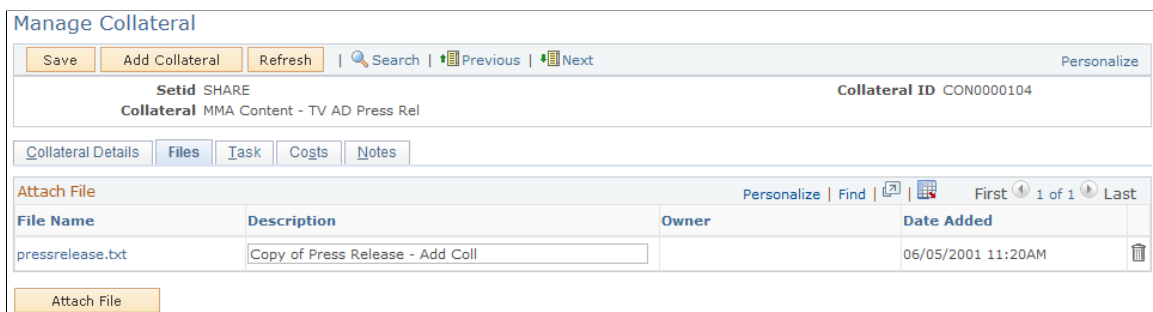 Manage Collateral
Save Add Collateral Refresh | Search | Previous | Next Personalize
Setid SHARE Collateral ID CON0000104
Collateral MMA Content - TV AD Press Rel
Collateral Details Files Task Costs Notes
Attach File Personalize | Find | | First 1 of 1 Last
File Name Description Owner Date Added
pressrelease.txt Copy of Press Release - Add Coll 06/05/2001 11:20AM
Attach File